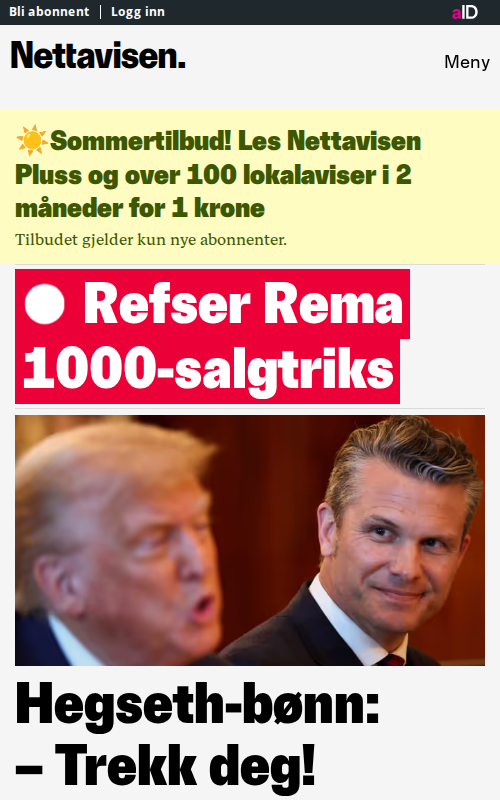 Bli abonnent | Logg inn aID
Nettavisen.
Meny
☀️Sommertilbud! Les Nettavisen
Pluss og over 100 lokalaviser i 2
måneder for 1 krone
Tilbudet gjelder kun nye abonnenter.
Refser Rema
1000-salgtriks
Hegseth-bønn:
– Trekk deg!